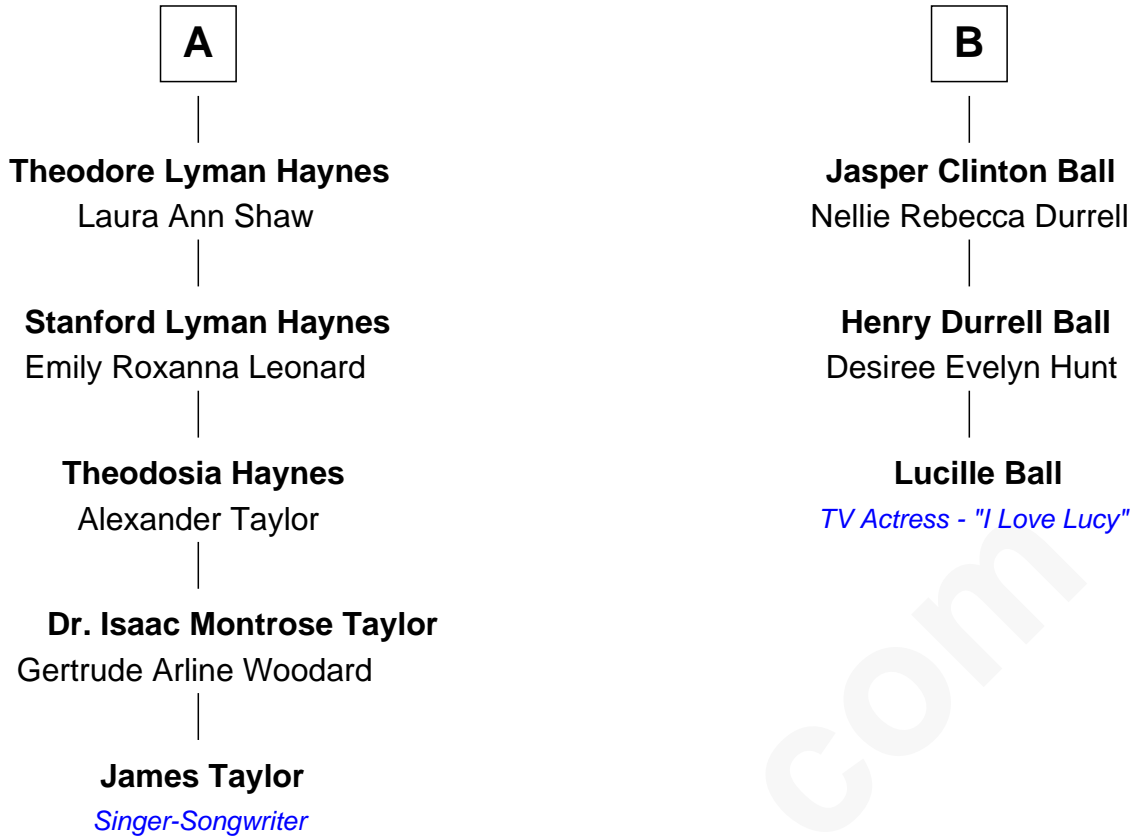 A
Theodore Lyman Haynes
Laura Ann Shaw
Stanford Lyman Haynes
Emily Roxanna Leonard
Theodosia Haynes
Alexander Taylor
Dr. Isaac Montrose Taylor
Gertrude Arline Woodard
James Taylor
Singer-Songwriter
B
Jasper Clinton Ball
Nellie Rebecca Durrell
Henry Durrell Ball
Desiree Evelyn Hunt
Lucille Ball
TV Actress - "I Love Lucy"
com